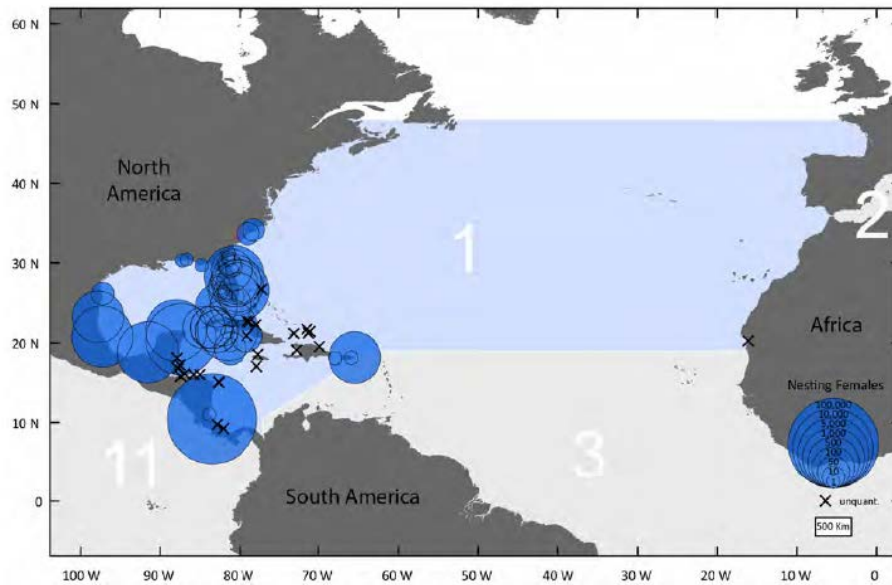 60 N
50 N
40 N
30 N
20 N
10 N
0
North
America
1
2
Africa
Nesting Females
100,000
10,000
5,000
1,000
500
100
50
10
1
× unquant.
500 Km
11
3
South America
100 W 90 W 80 W 70 W 60 W 50 W 40 W 30 W 20 W 10 W 0